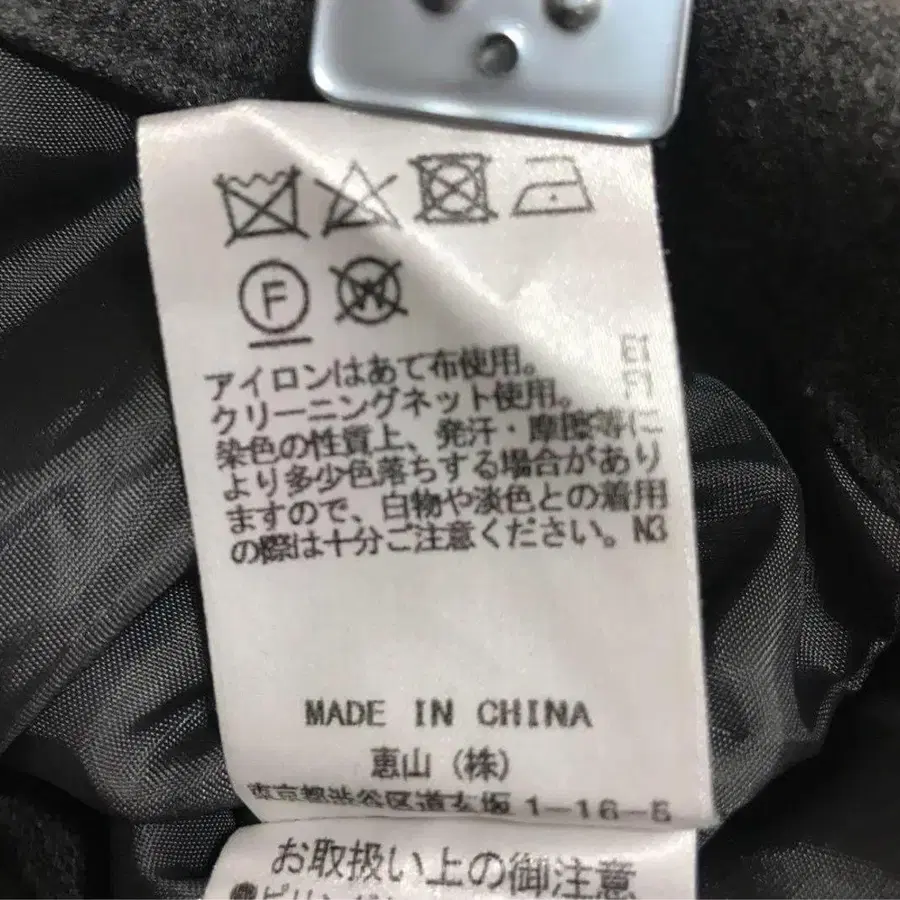 F
W
アイロンはあて布使用。
クリーニングネット使用。
染色の性質上、発汗・摩擦等に
より多少色落ちする場合があり
ますので、白物や淡色との着用
の際は十分ご注意ください。N3
MADE IN CHINA
恵山（株）
東京都渋谷区道玄坂1-16-5
お取扱い上の御注意